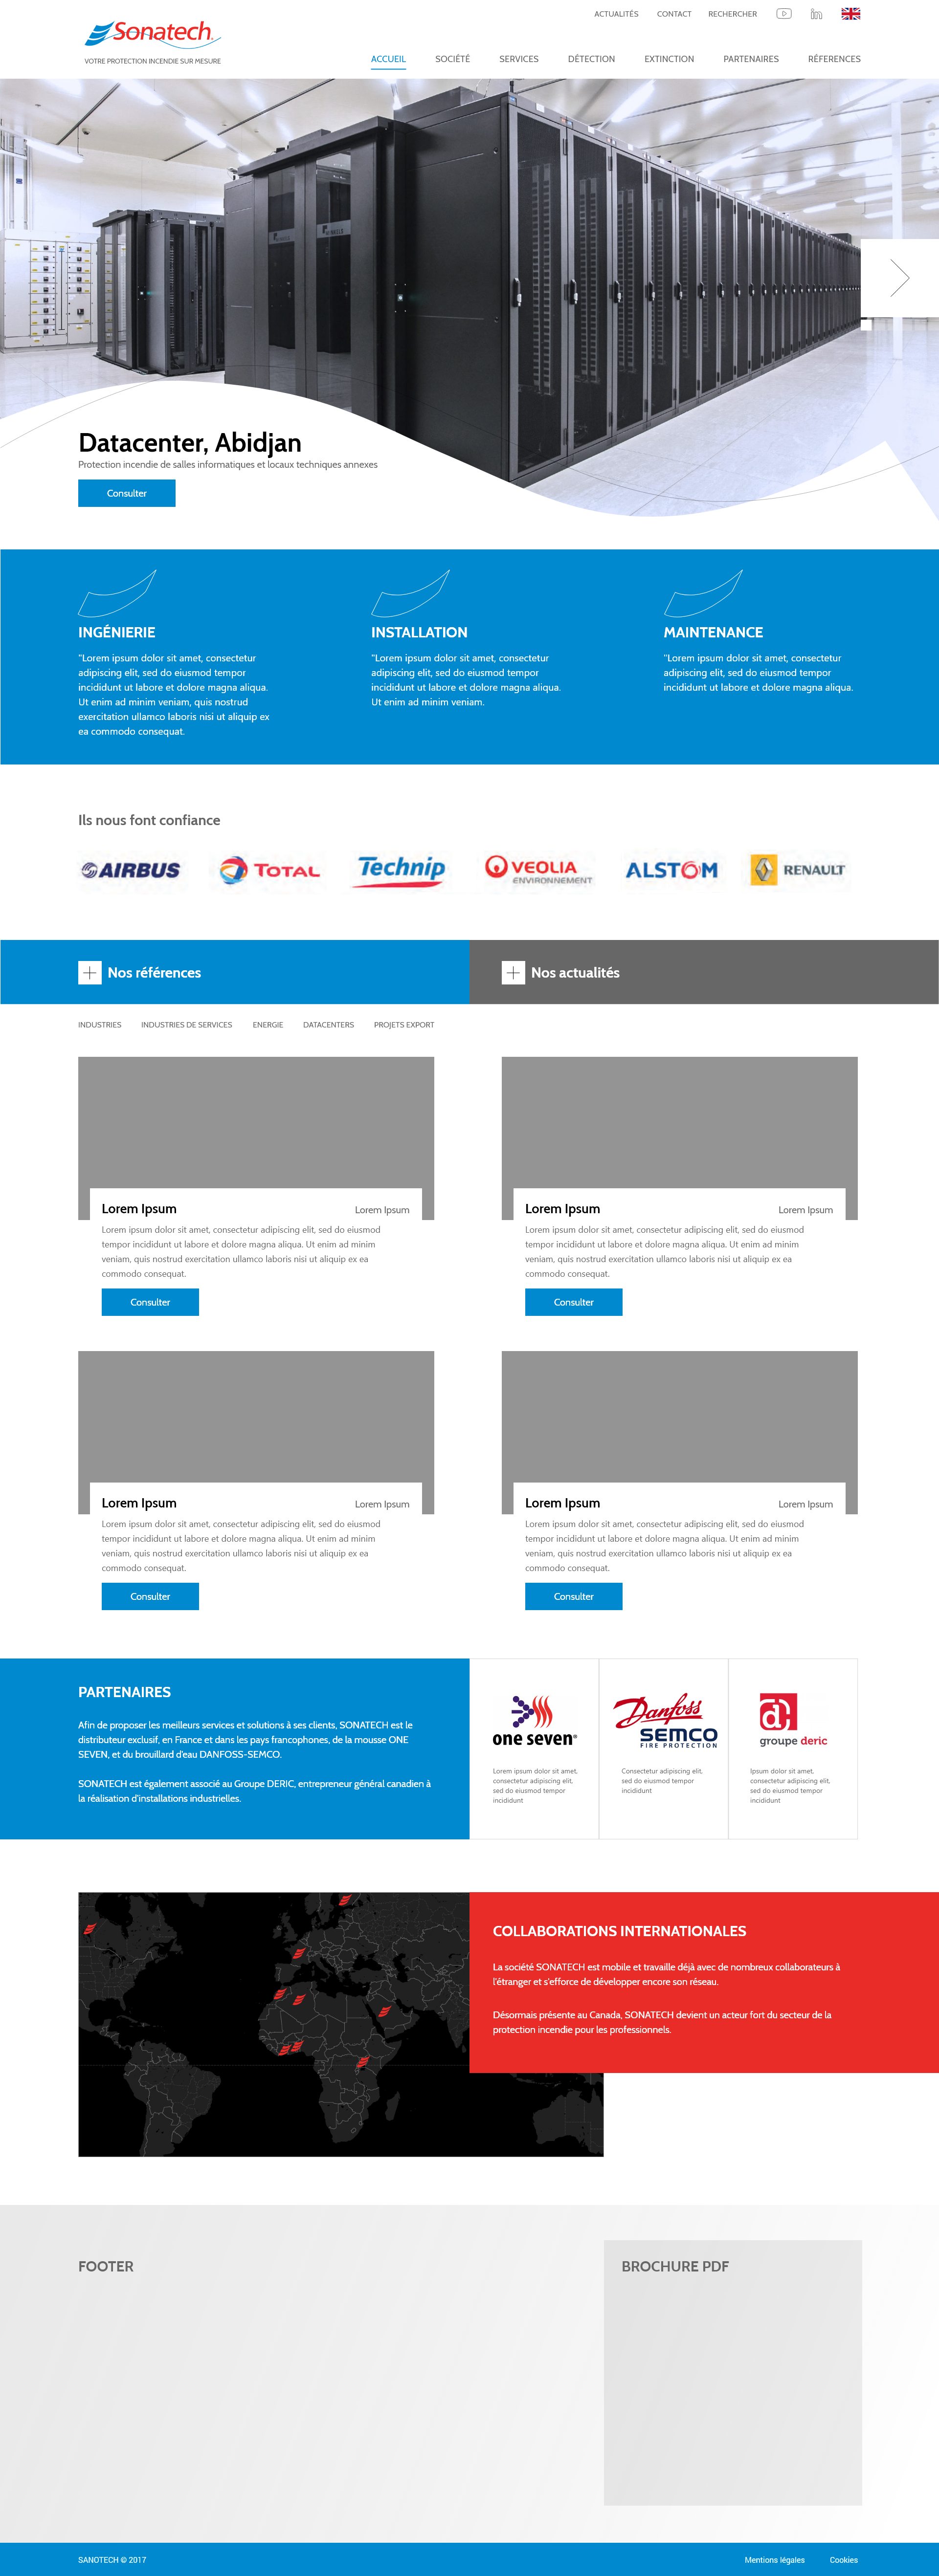 ACTUALITÉS CONTACT RECHERCHER
Sonatech
VOTRE PROTECTION INCENDIE SUR MESURE
ACCUEIL SOCIÉTÉ SERVICES DÉTECTION EXTINCTION PARTENAIRES RÉFERENCES
Datacenter, Abidjan
Protection incendie de salles informatiques et locaux techniques annexes
Consulter
INGÉNIERIE
"Lorem ipsum dolor sit amet, consectetur
adipiscing elit, sed do eiusmod tempor
incididunt ut labore et dolore magna aliqua.
Ut enim ad minim veniam, quis nostrud
exercitation ullamco laboris nisi ut aliquip ex
ea commodo consequat.
INSTALLATION
"Lorem ipsum dolor sit amet, consectetur
adipiscing elit, sed do eiusmod tempor
incididunt ut labore et dolore magna aliqua.
Ut enim ad minim veniam.
MAINTENANCE
"Lorem ipsum dolor sit amet, consectetur
adipiscing elit, sed do eiusmod tempor
incididunt ut labore et dolore magna aliqua.
Ils nous font confiance
AIRBUS
TOTAL
Technip
VEOLIA
ENVIRONNEMENT
ALSTOM
RENAULT
Nos références
Nos actualités
INDUSTRIES INDUSTRIES DE SERVICES ENERGIE DATACENTERS PROJETS EXPORT
Lorem Ipsum Lorem Ipsum
Lorem ipsum dolor sit amet, consectetur adipiscing elit, sed do eiusmod
tempor incididunt ut labore et dolore magna aliqua. Ut enim ad minim
veniam, quis nostrud exercitation ullamco laboris nisi ut aliquip ex ea
commodo consequat.
Consulter
Lorem Ipsum Lorem Ipsum
Lorem ipsum dolor sit amet, consectetur adipiscing elit, sed do eiusmod
tempor incididunt ut labore et dolore magna aliqua. Ut enim ad minim
veniam, quis nostrud exercitation ullamco laboris nisi ut aliquip ex ea
commodo consequat.
Consulter
Lorem Ipsum Lorem Ipsum
Lorem ipsum dolor sit amet, consectetur adipiscing elit, sed do eiusmod
tempor incididunt ut labore et dolore magna aliqua. Ut enim ad minim
veniam, quis nostrud exercitation ullamco laboris nisi ut aliquip ex ea
commodo consequat.
Consulter
Lorem Ipsum Lorem Ipsum
Lorem ipsum dolor sit amet, consectetur adipiscing elit, sed do eiusmod
tempor incididunt ut labore et dolore magna aliqua. Ut enim ad minim
veniam, quis nostrud exercitation ullamco laboris nisi ut aliquip ex ea
commodo consequat.
Consulter
PARTENAIRES
Afin de proposer les meilleurs services et solutions à ses clients, SONATECH est le
distributeur exclusif, en France et dans les pays francophones, de la mousse ONE
SEVEN, et du brouillard d'eau DANFOSS-SEMCO.
SONATECH est également associé au Groupe DERIC, entrepreneur général canadien à
la réalisation d'installations industrielles.
one seven®
Lorem ipsum dolor sit amet,
consectetur adipiscing elit,
sed do eiusmod tempor
incididunt
Danfoss
SEMCO
FIRE PROTECTION
Consectetur adipiscing elit,
sed do eiusmod tempor
incididunt
groupe deric
Ipsum dolor sit amet,
consectetur adipiscing elit,
sed do eiusmod tempor
incididunt
COLLABORATIONS INTERNATIONALES
La société SONATECH est mobile et travaille déjà avec de nombreux collaborateurs à
l'étranger et s'efforce de développer encore son réseau.
Désormais présente au Canada, SONATECH devient un acteur fort du secteur de la
protection incendie pour les professionnels.
FOOTER
BROCHURE PDF
SANOTECH © 2017 Mentions légales Cookies